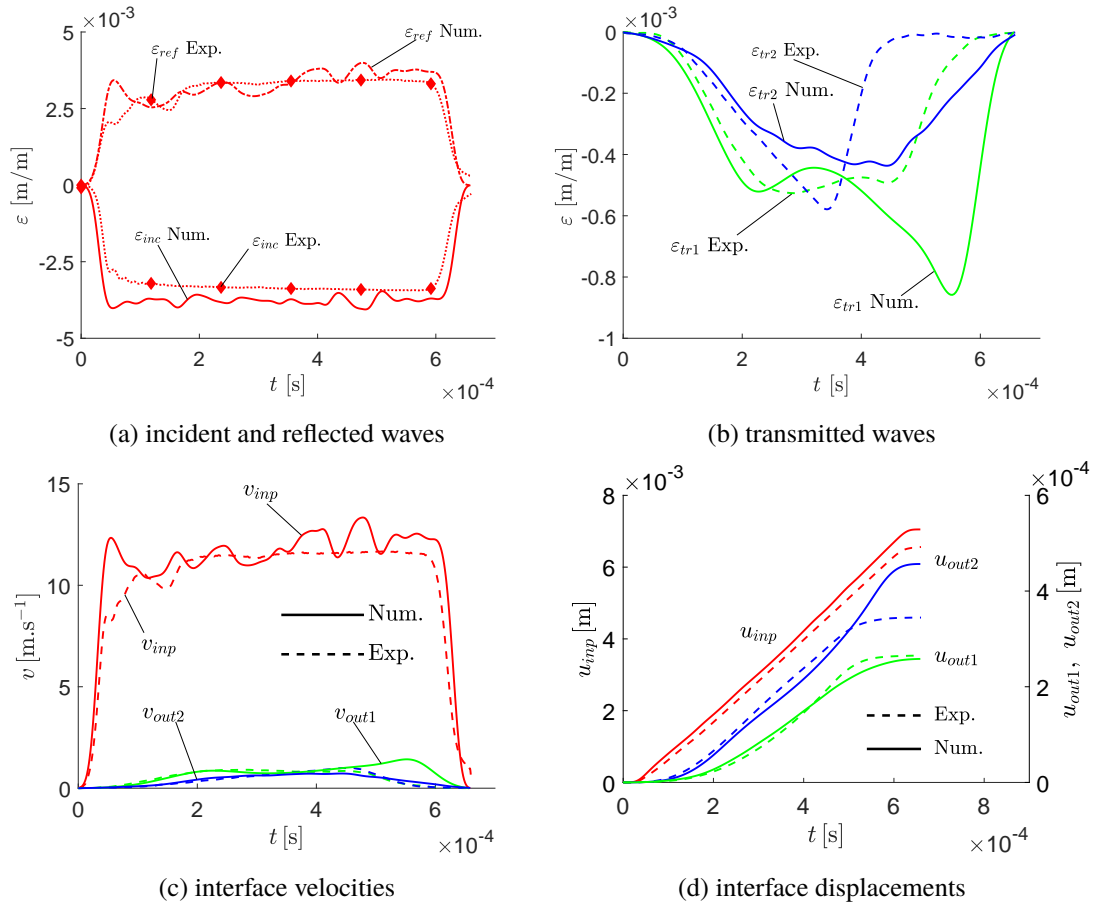 ×10⁻³
5
2.5
0
-2.5
-5
ε [m/m]
ε_ref Exp.
ε_ref Num.
ε_inc Num.
ε_inc Exp.
0 2 4 6
t [s]
×10⁻⁴
(a) incident and reflected waves
0
-0.2
-0.4
-0.6
-0.8
-1
ε [m/m]
ε_tr2 Exp.
ε_tr2 Num.
ε_tr1 Exp.
ε_tr1 Num.
0 2 4 6
t [s]
×10⁻⁴
(b) transmitted waves
15
10
5
0
v [m.s⁻¹]
v_inp
v_inp
Num.
Exp.
v_out2
v_out1
0 2 4 6
t [s]
×10⁻⁴
(c) interface velocities
×10⁻³
8
6
4
2
0
u_inp [m]
×10⁻⁴
6
4
2
0
u_out1, u_out2 [m]
u_inp
u_out2
u_out1
Exp.
Num.
0 2 4 6 8
t [s]
×10⁻⁴
(d) interface displacements